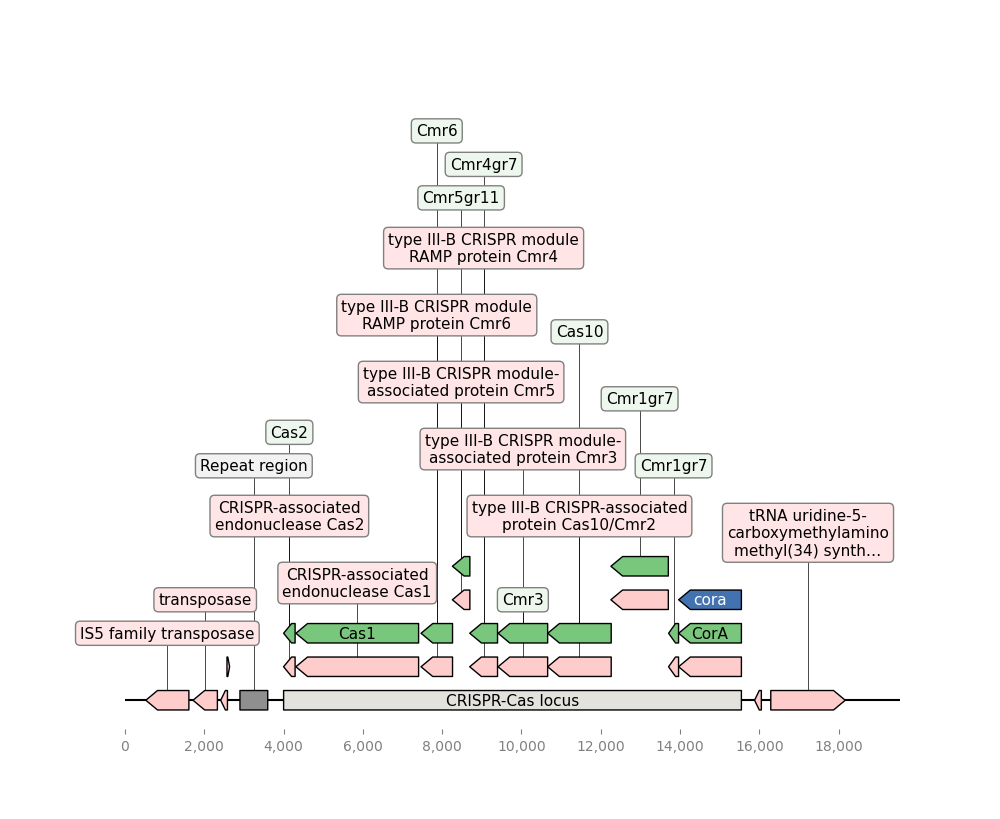 Cmr6
Cmr4gr7
Cmr5gr11
type III-B CRISPR module
RAMP protein Cmr4
type III-B CRISPR module
RAMP protein Cmr6
Cas10
type III-B CRISPR module-
associated protein Cmr5
Cmr1gr7
Cas2
type III-B CRISPR module-
associated protein Cmr3
Repeat region
Cmr1gr7
CRISPR-associated
endonuclease Cas2
type III-B CRISPR-associated
protein Cas10/Cmr2
tRNA uridine-5-
carboxymethylamino
methyl(34) synth…
CRISPR-associated
endonuclease Cas1
transposase
Cmr3
cora
IS5 family transposase
Cas1
CorA
CRISPR-Cas locus
0 2,000 4,000 6,000 8,000 10,000 12,000 14,000 16,000 18,000